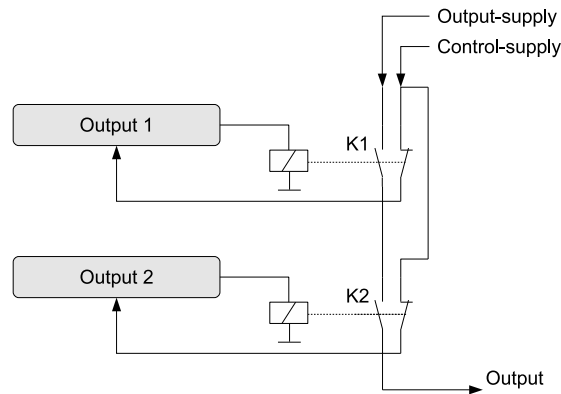 Output-supply
Control-supply
Output 1
K1
Output 2
K2
Output